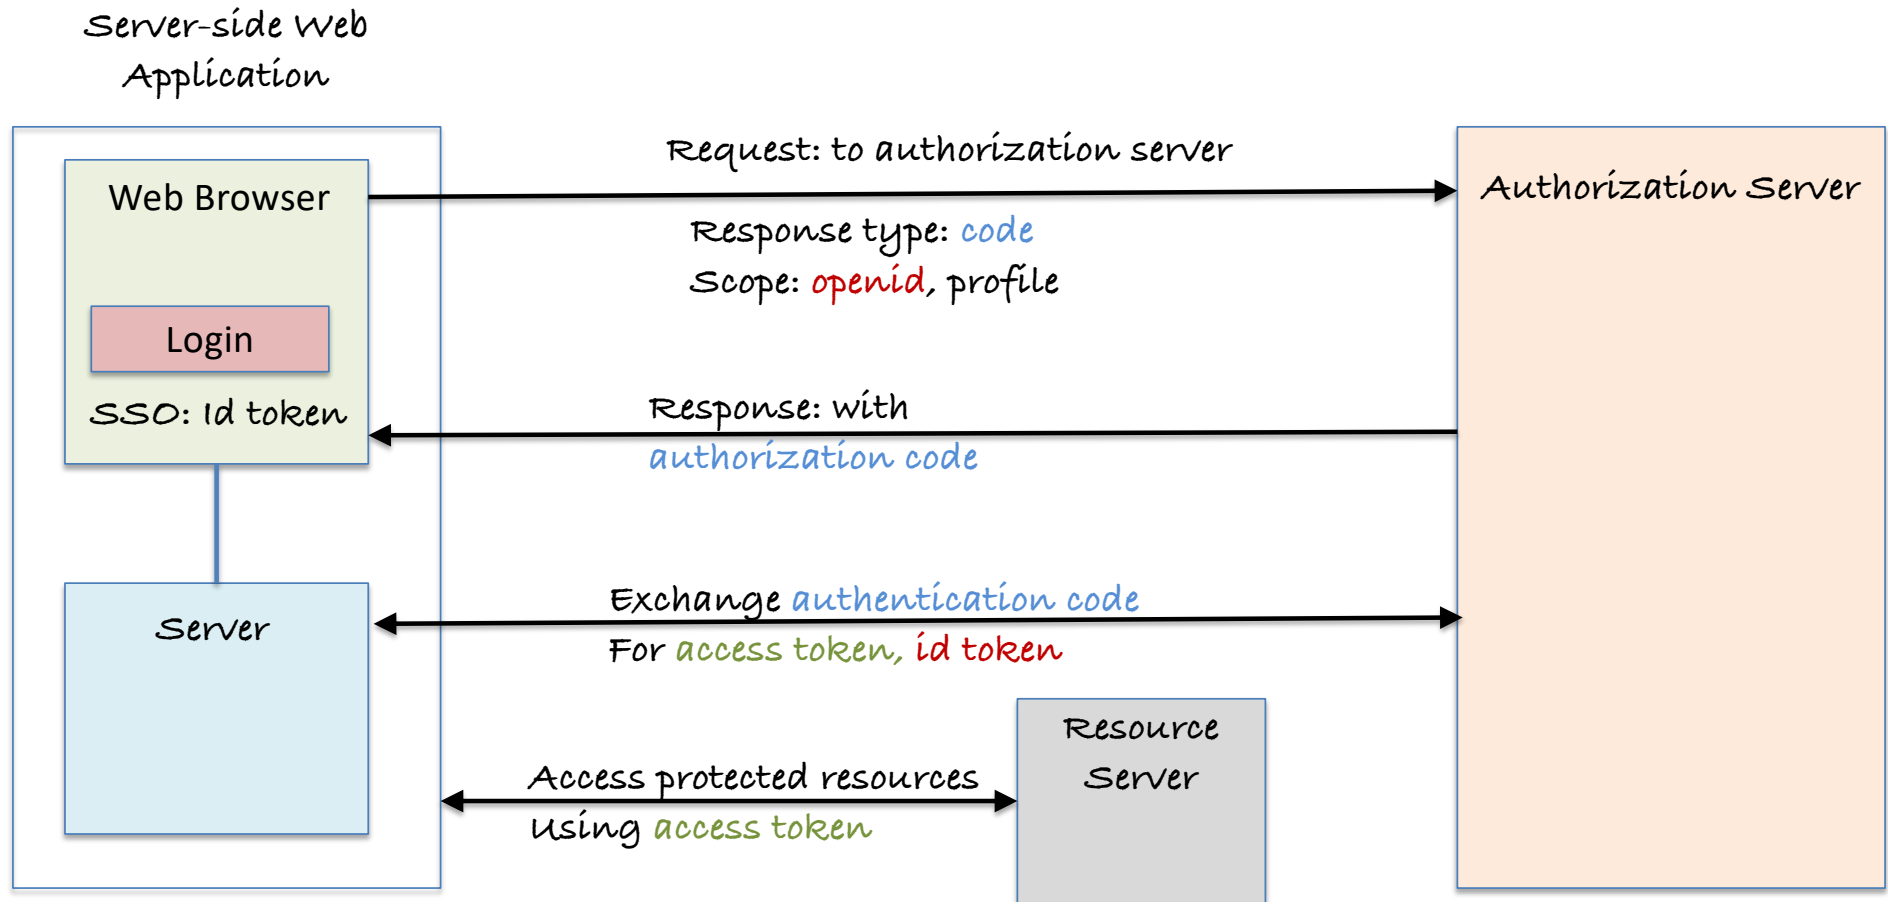 Server-side Web
Application
Web Browser
Login
SSO: Id token
Server
Request: to authorization server
Response type: code
Scope: openid, profile
Response: with
authorization code
Exchange authentication code
For access token, id token
Access protected resources
Using access token
Resource
Server
Authorization Server